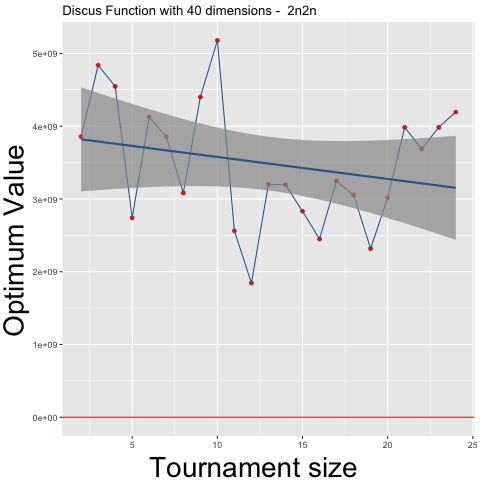 Discus Function with 40 dimensions - 2n2n
Optimum Value
5e+09
4e+09
3e+09
2e+09
1e+09
0e+00
5 10 15 20 25
Tournament size